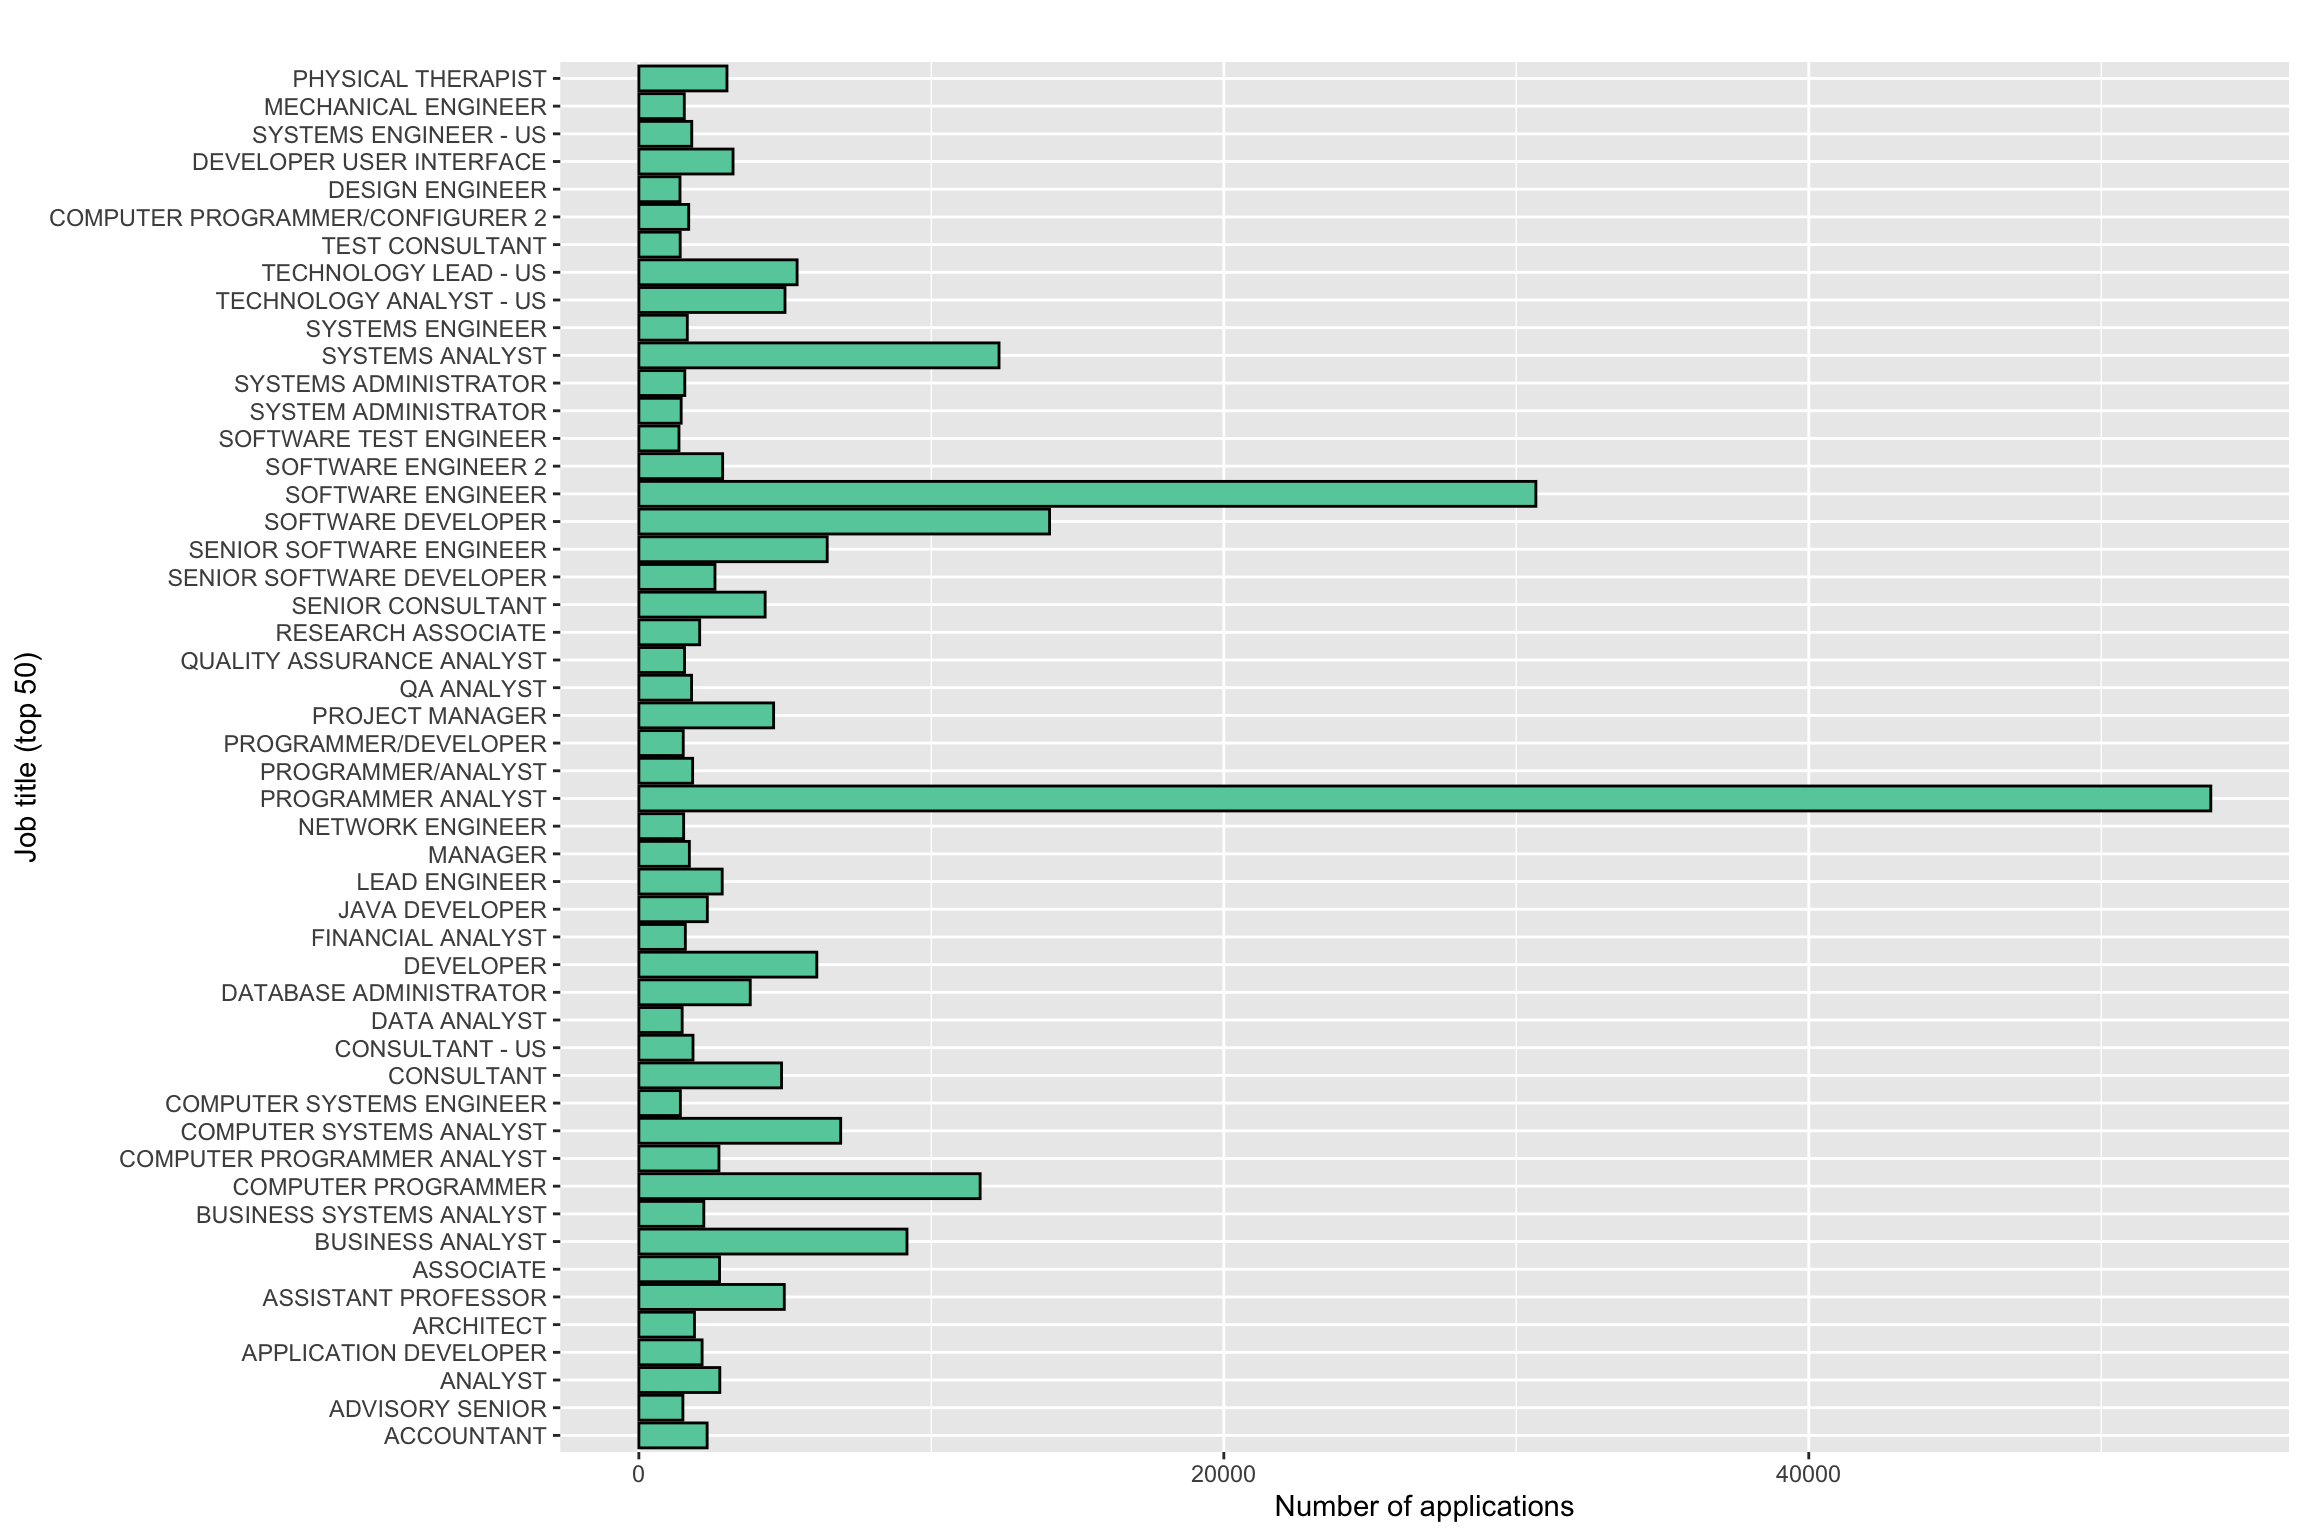 PHYSICAL THERAPIST
MECHANICAL ENGINEER
SYSTEMS ENGINEER - US
DEVELOPER USER INTERFACE
DESIGN ENGINEER
COMPUTER PROGRAMMER/CONFIGURER 2
TEST CONSULTANT
TECHNOLOGY LEAD - US
TECHNOLOGY ANALYST - US
SYSTEMS ENGINEER
SYSTEMS ANALYST
SYSTEMS ADMINISTRATOR
SYSTEM ADMINISTRATOR
SOFTWARE TEST ENGINEER
SOFTWARE ENGINEER 2
SOFTWARE ENGINEER
SOFTWARE DEVELOPER
SENIOR SOFTWARE ENGINEER
SENIOR SOFTWARE DEVELOPER
SENIOR CONSULTANT
RESEARCH ASSOCIATE
QUALITY ASSURANCE ANALYST
QA ANALYST
PROJECT MANAGER
PROGRAMMER/DEVELOPER
PROGRAMMER/ANALYST
PROGRAMMER ANALYST
NETWORK ENGINEER
MANAGER
LEAD ENGINEER
JAVA DEVELOPER
FINANCIAL ANALYST
DEVELOPER
DATABASE ADMINISTRATOR
DATA ANALYST
CONSULTANT - US
CONSULTANT
COMPUTER SYSTEMS ENGINEER
COMPUTER SYSTEMS ANALYST
COMPUTER PROGRAMMER ANALYST
COMPUTER PROGRAMMER
BUSINESS SYSTEMS ANALYST
BUSINESS ANALYST
ASSOCIATE
ASSISTANT PROFESSOR
ARCHITECT
APPLICATION DEVELOPER
ANALYST
ADVISORY SENIOR
ACCOUNTANT
Job title (top 50)
0 20000 40000
Number of applications